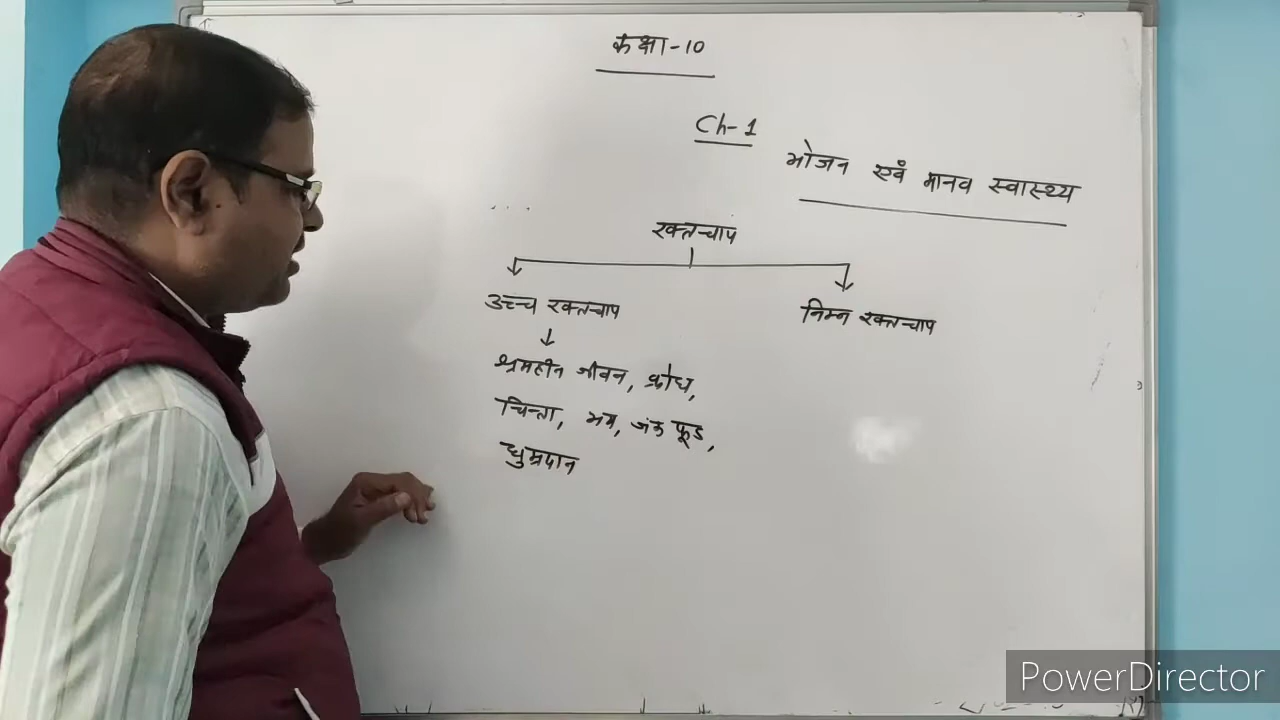 कक्षा-10
Ch-1
भोजन एवं मानव स्वास्थ्य
रक्तचाप
उच्च रक्तचाप
निम्न रक्तचाप
श्रमहीन जीवन, क्रोध,
चिन्ता, भय, जंक फूड,
धुम्रपान
PowerDirector